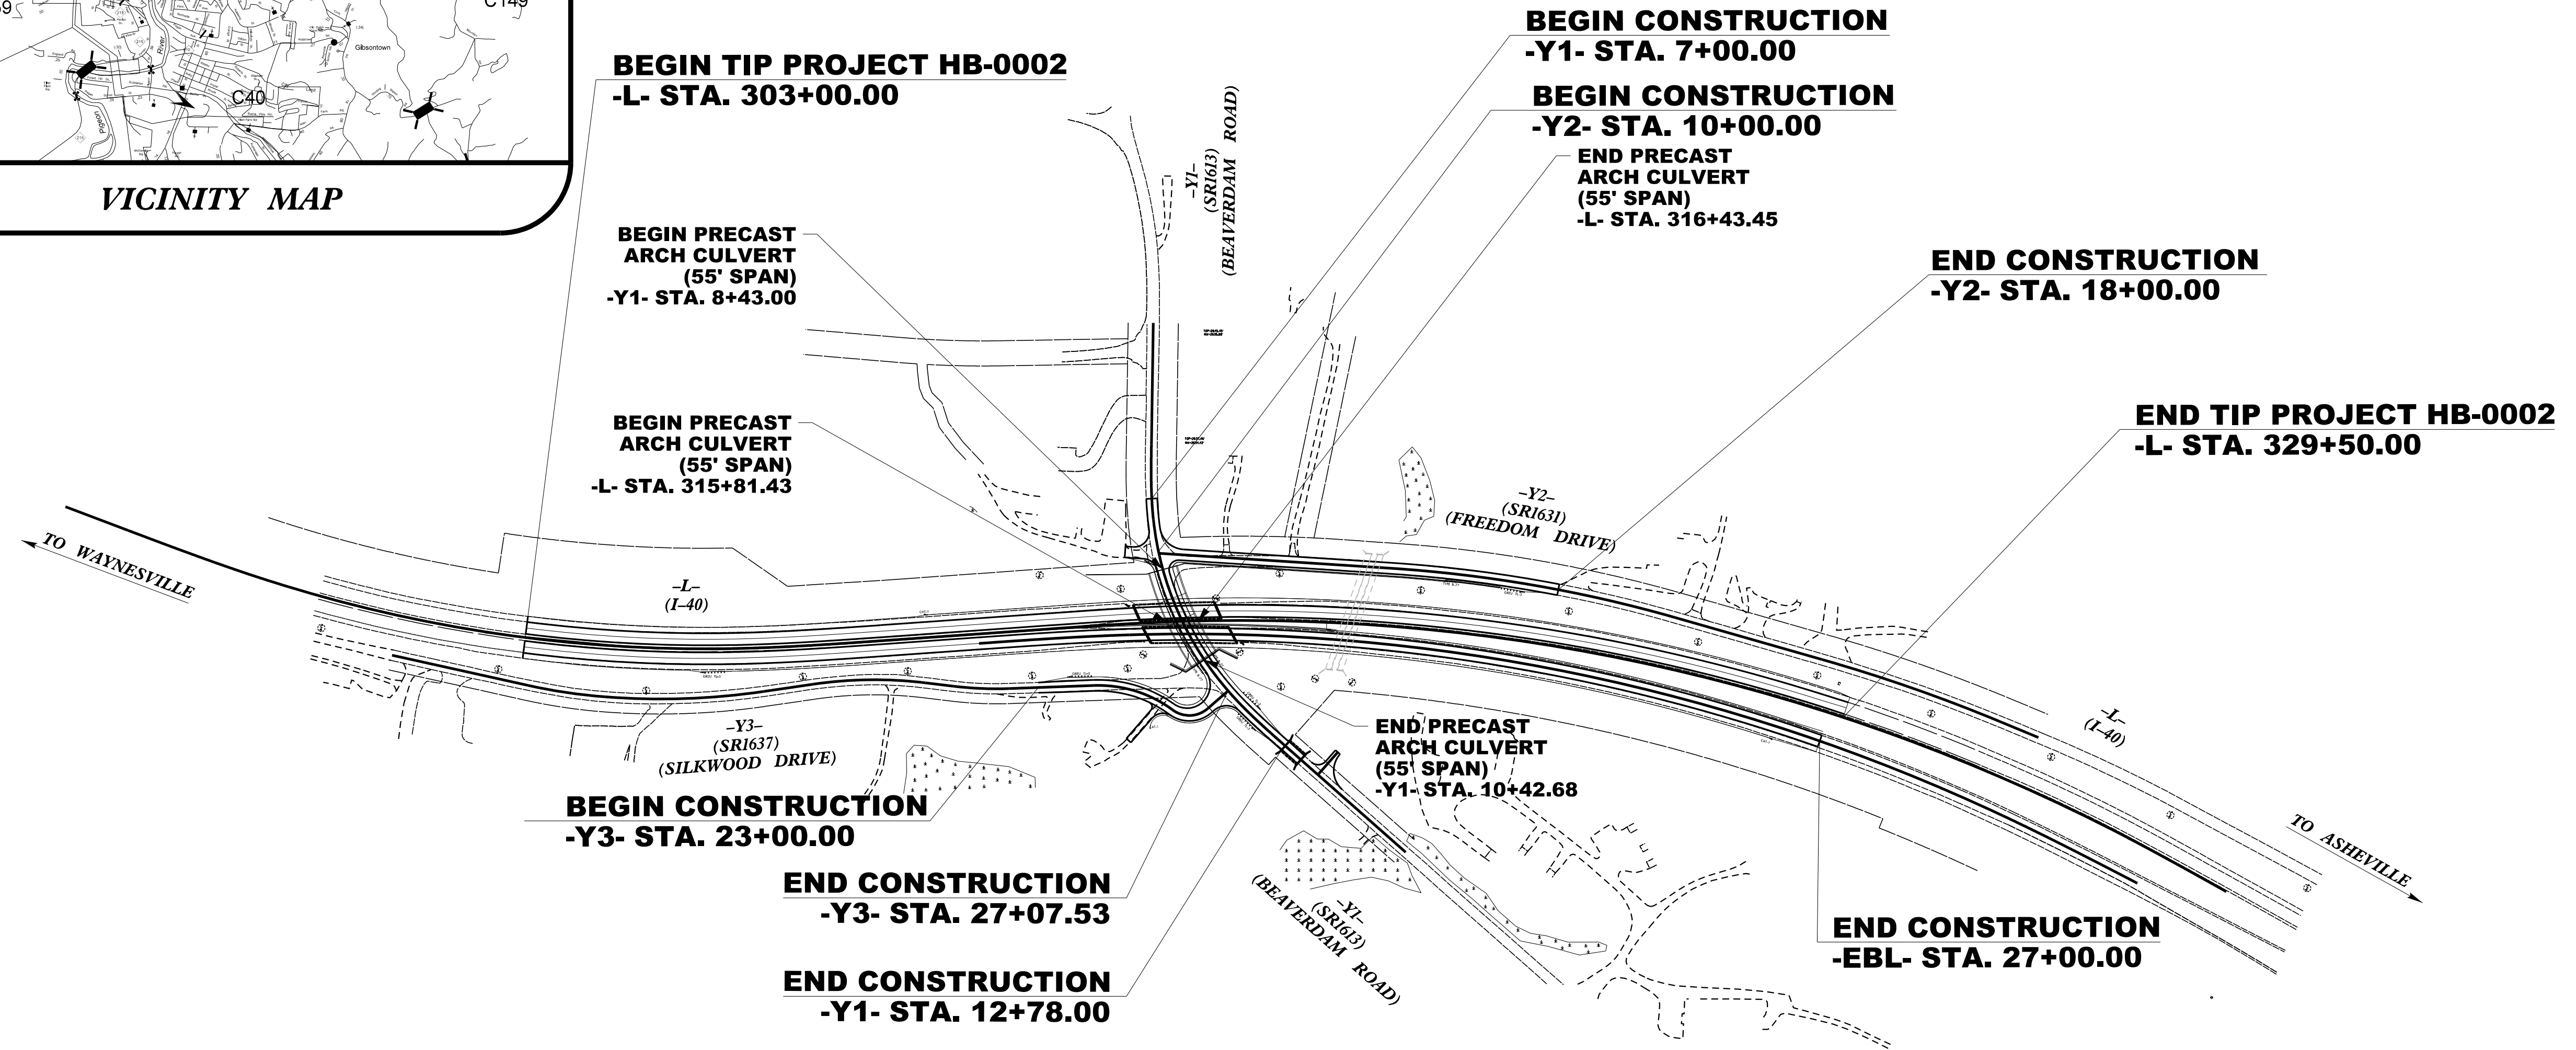 C149
Gibsontown
River
C40
Pigeon
VICINITY MAP
BEGIN TIP PROJECT HB-0002
-L- STA. 303+00.00
BEGIN CONSTRUCTION
-Y1- STA. 7+00.00
BEGIN CONSTRUCTION
-Y2- STA. 10+00.00
END PRECAST
ARCH CULVERT
(55' SPAN)
-L- STA. 316+43.45
-Y1-
(SR1613)
(BEAVERDAM ROAD)
BEGIN PRECAST
ARCH CULVERT
(55' SPAN)
-Y1- STA. 8+43.00
END CONSTRUCTION
-Y2- STA. 18+00.00
BEGIN PRECAST
ARCH CULVERT
(55' SPAN)
-L- STA. 315+81.43
END TIP PROJECT HB-0002
-L- STA. 329+50.00
-Y2-
(SR1631)
(FREEDOM DRIVE)
TO WAYNESVILLE
-L-
(I-40)
-Y3-
(SR1637)
(SILKWOOD DRIVE)
END PRECAST
ARCH CULVERT
(55' SPAN)
-Y1- STA. 10+42.68
-L-
(I-40)
BEGIN CONSTRUCTION
-Y3- STA. 23+00.00
TO ASHEVILLE
END CONSTRUCTION
-Y3- STA. 27+07.53
-Y1-
(SR1613)
(BEAVERDAM ROAD)
END CONSTRUCTION
-EBL- STA. 27+00.00
END CONSTRUCTION
-Y1- STA. 12+78.00